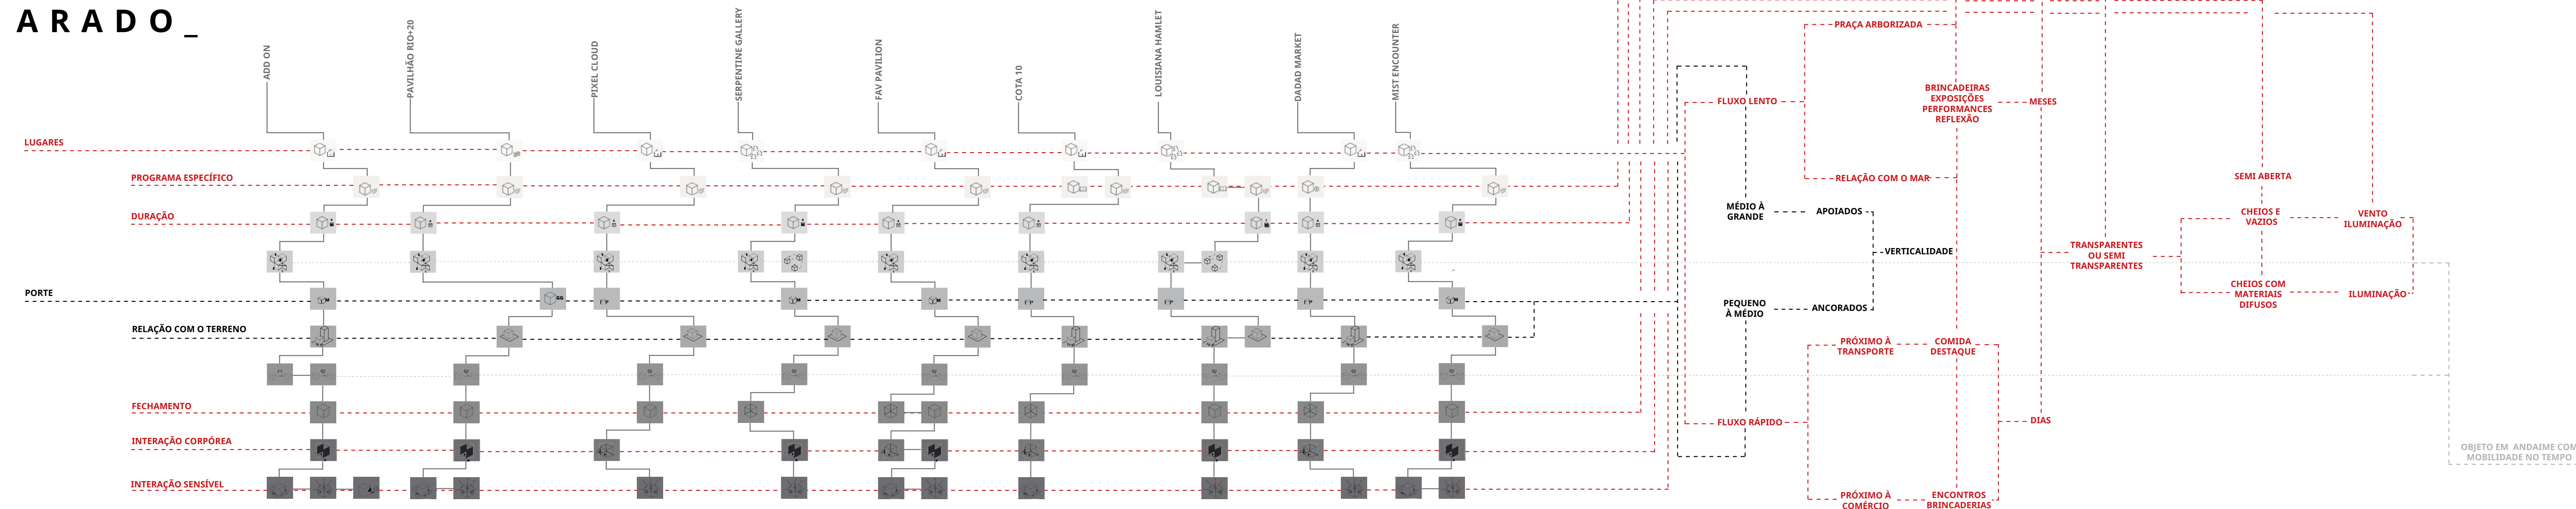 ARADO_
ADD ON
PAVILHÃO RIO+20
PIXEL CLOUD
SERPENTINE GALLERY
FAV PAVILION
COTA 10
LOUISIANA HAMLET
DADAD MARKET
MIST ENCOUNTER
LUGARES
PROGRAMA ESPECÍFICO
DURAÇÃO
PORTE
RELAÇÃO COM O TERRENO
FECHAMENTO
INTERAÇÃO CORPÓREA
INTERAÇÃO SENSÍVEL
M
GG
P
M
M
P
P
P
M
FLUXO LENTO
FLUXO RÁPIDO
MÉDIO À
GRANDE
PEQUENO
À MÉDIO
APOIADOS
ANCORADOS
VERTICALIDADE
PRAÇA ARBORIZADA
RELAÇÃO COM O MAR
BRINCADEIRAS
EXPOSIÇÕES
PERFORMANCES
REFLEXÃO
MESES
PRÓXIMO À
TRANSPORTE
COMIDA
DESTAQUE
PRÓXIMO À
COMÉRCIO
ENCONTROS
BRINCADERIAS
DIAS
TRANSPARENTES
OU SEMI
TRANSPARENTES
SEMI ABERTA
CHEIOS E
VAZIOS
CHEIOS COM
MATERIAIS
DIFUSOS
VENTO
ILUMINAÇÃO
ILUMINAÇÃO
OBJETO EM ANDAIME COM
MOBILIDADE NO TEMPO